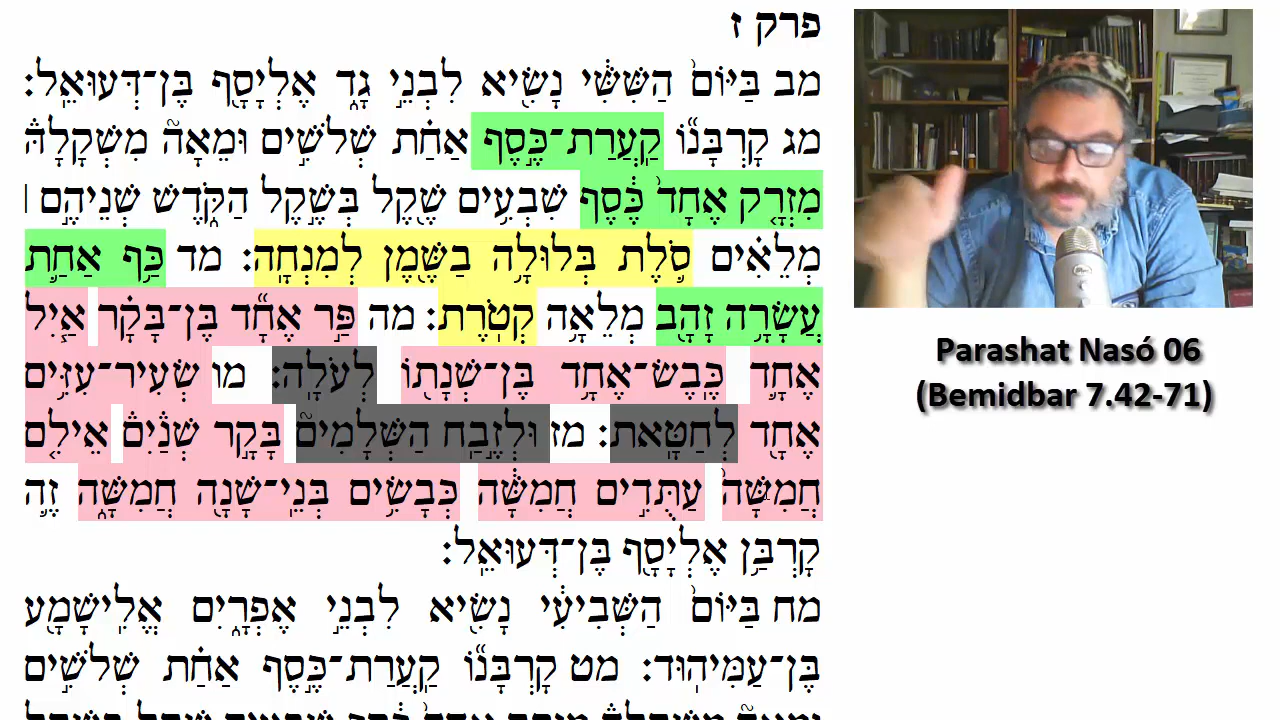 פרק ז
מב בַּיּוֹם֙ הַשִּׁשִּׁ֔י נָשִׂ֖יא לִבְנֵ֣י גָ֑ד אֶלְיָסָ֖ף בֶּן־דְּעוּאֵֽל׃
מג קָרְבָּנ֞וֹ קַֽעֲרַת־כֶּ֣סֶף אַחַ֗ת שְׁלֹשִׁ֣ים וּמֵאָה֮ מִשְׁקָלָהּ֒
מִזְרָ֤ק אֶחָד֙ כֶּ֔סֶף שִׁבְעִ֥ים שֶׁ֖קֶל בְּשֶׁ֣קֶל הַקֹּ֑דֶשׁ שְׁנֵיהֶ֣ם ׀
מְלֵאִ֗ים סֹ֛לֶת בְּלוּלָ֥ה בַשֶּׁ֖מֶן לְמִנְחָֽה׃ מד כַּ֥ף אַחַ֛ת
עֲשָׂרָ֥ה זָהָ֖ב מְלֵאָ֥ה קְטֹֽרֶת׃ מה פַּ֣ר אֶחָ֞ד בֶּן־בָּקָ֗ר אַ֧יִל
אֶחָ֛ד כֶּֽבֶשׂ־אֶחָ֥ד בֶּן־שְׁנָת֖וֹ לְעֹלָֽה׃ מו שְׂעִיר־עִזִּ֥ים
אֶחָ֖ד לְחַטָּֽאת׃ מז וּלְזֶ֣בַח הַשְּׁלָמִים֮ בָּקָ֣ר שְׁנַ֒יִם֒ אֵילִ֤ם
חֲמִשָּׁה֙ עַתֻּדִ֣ים חֲמִשָּׁ֔ה כְּבָשִׂ֥ים בְּנֵֽי־שָׁנָ֖ה חֲמִשָּׁ֑ה זֶ֛ה
קָרְבַּ֥ן אֶלְיָסָ֖ף בֶּן־דְּעוּאֵֽל׃
מח בַּיּוֹם֙ הַשְּׁבִיעִ֔י נָשִׂ֖יא לִבְנֵ֣י אֶפְרָ֑יִם אֱלִֽישָׁמָ֖ע
בֶּן־עַמִּיהֽוּד׃ מט קָרְבָּנ֞וֹ קַֽעֲרַת־כֶּ֣סֶף אַחַ֗ת שְׁלֹשִׁ֣ים
Parashat Nasó 06
(Bemidbar 7.42-71)